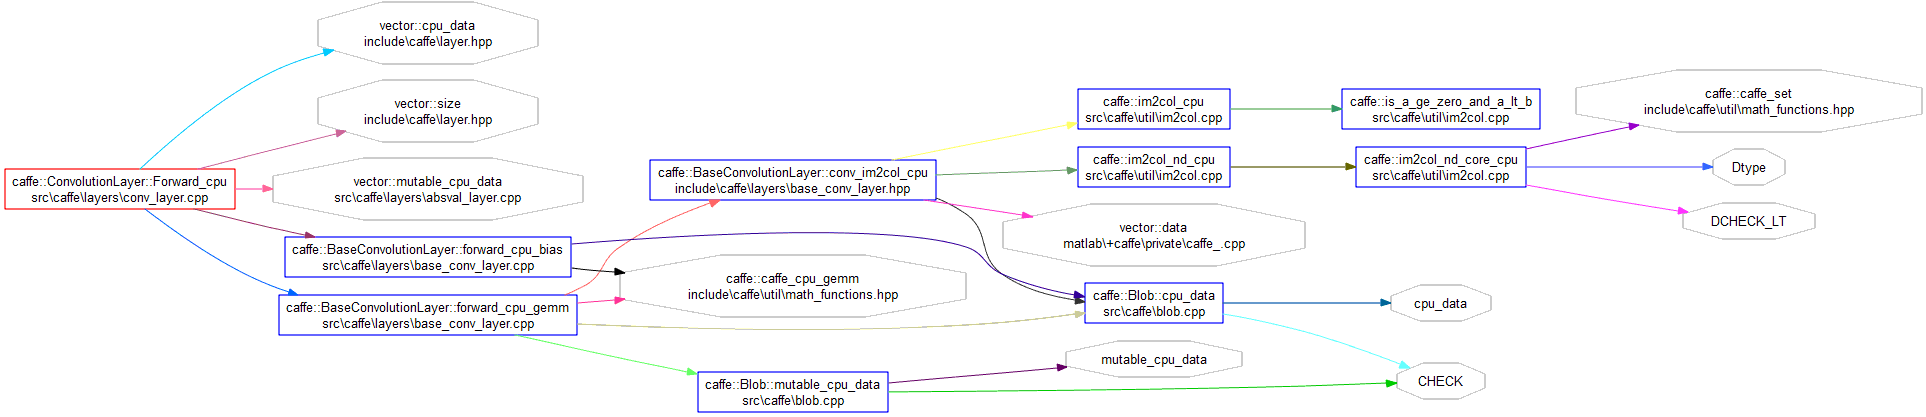 vector::cpu_data
include\caffe\layer.hpp
vector::size
include\caffe\layer.hpp
caffe::ConvolutionLayer::Forward_cpu
src\caffe\layers\conv_layer.cpp
vector::mutable_cpu_data
src\caffe\layers\absval_layer.cpp
caffe::BaseConvolutionLayer::forward_cpu_bias
src\caffe\layers\base_conv_layer.cpp
caffe::BaseConvolutionLayer::forward_cpu_gemm
src\caffe\layers\base_conv_layer.cpp
caffe::BaseConvolutionLayer::conv_im2col_cpu
include\caffe\layers\base_conv_layer.hpp
caffe::caffe_cpu_gemm
include\caffe\util\math_functions.hpp
caffe::Blob::mutable_cpu_data
src\caffe\blob.cpp
caffe::im2col_cpu
src\caffe\util\im2col.cpp
caffe::im2col_nd_cpu
src\caffe\util\im2col.cpp
vector::data
matlab\+caffe\private\caffe_.cpp
caffe::Blob::cpu_data
src\caffe\blob.cpp
mutable_cpu_data
caffe::is_a_ge_zero_and_a_lt_b
src\caffe\util\im2col.cpp
caffe::im2col_nd_core_cpu
src\caffe\util\im2col.cpp
cpu_data
CHECK
caffe::caffe_set
include\caffe\util\math_functions.hpp
Dtype
DCHECK_LT